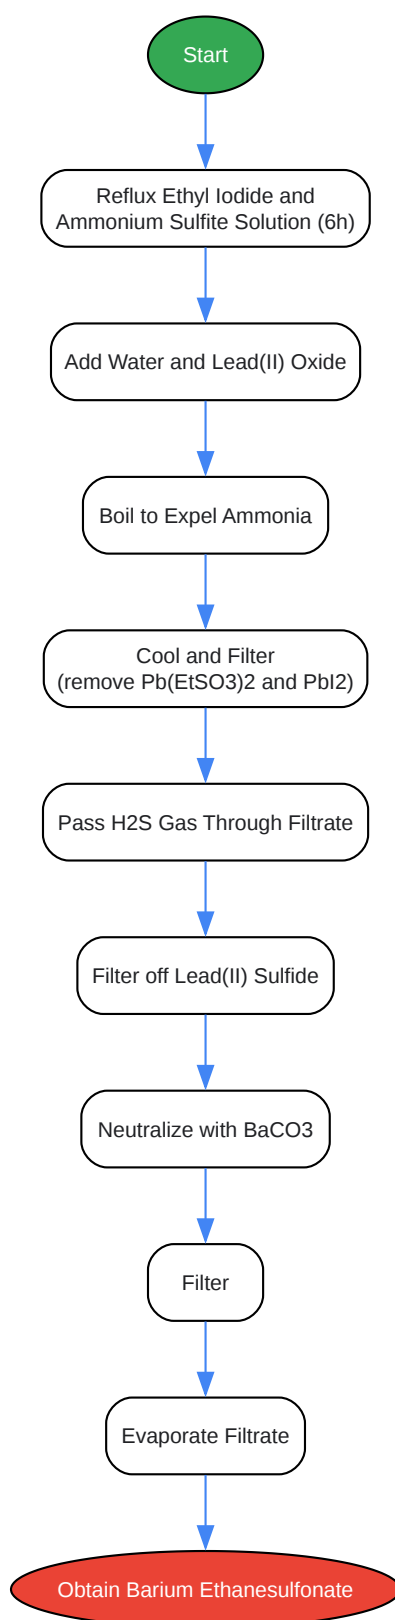 Start
Reflux Ethyl Iodide and
Ammonium Sulfite Solution (6h)
Add Water and Lead(II) Oxide
Boil to Expel Ammonia
Cool and Filter
(remove Pb(EtSO3)2 and PbI2)
Pass H2S Gas Through Filtrate
Filter off Lead(II) Sulfide
Neutralize with BaCO3
Filter
Evaporate Filtrate
Obtain Barium Ethanesulfonate